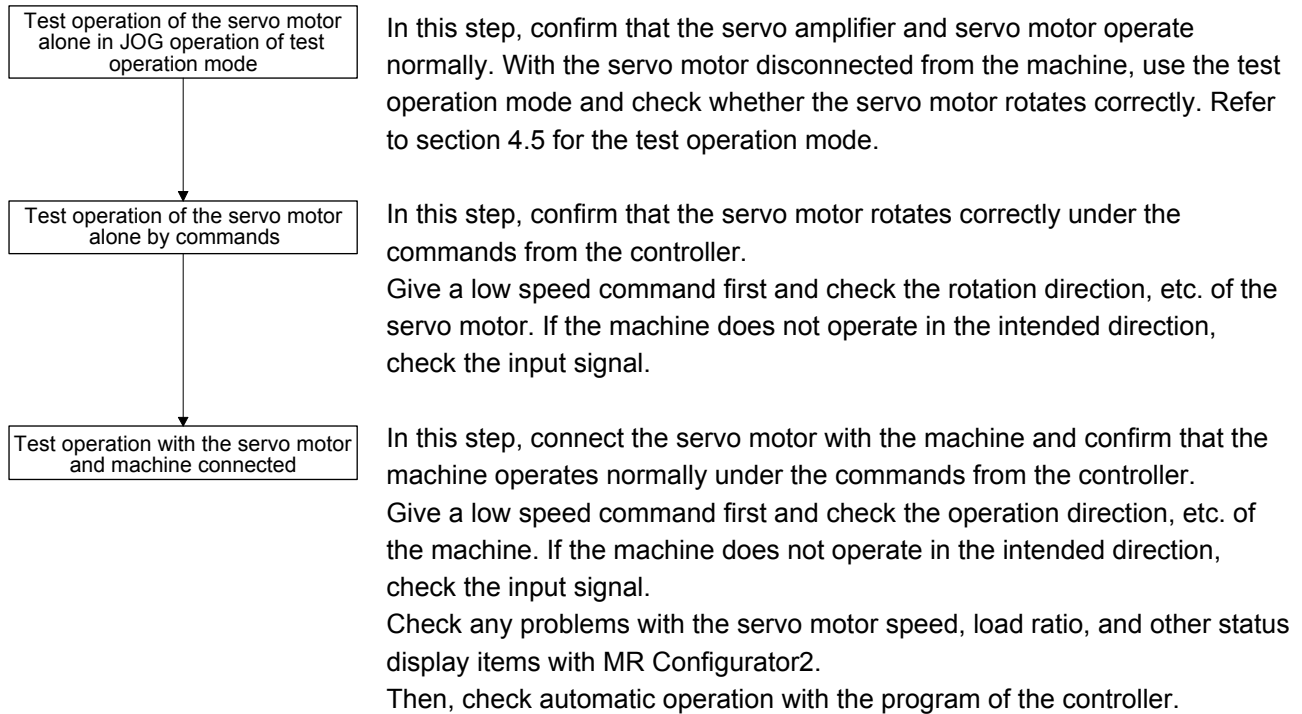 Test operation of the servo motor
alone in JOG operation of test
operation mode
In this step, confirm that the servo amplifier and servo motor operate
normally. With the servo motor disconnected from the machine, use the test
operation mode and check whether the servo motor rotates correctly. Refer
to section 4.5 for the test operation mode.
Test operation of the servo motor
alone by commands
In this step, confirm that the servo motor rotates correctly under the
commands from the controller.
Give a low speed command first and check the rotation direction, etc. of the
servo motor. If the machine does not operate in the intended direction,
check the input signal.
Test operation with the servo motor
and machine connected
In this step, connect the servo motor with the machine and confirm that the
machine operates normally under the commands from the controller.
Give a low speed command first and check the operation direction, etc. of
the machine. If the machine does not operate in the intended direction,
check the input signal.
Check any problems with the servo motor speed, load ratio, and other status
display items with MR Configurator2.
Then, check automatic operation with the program of the controller.